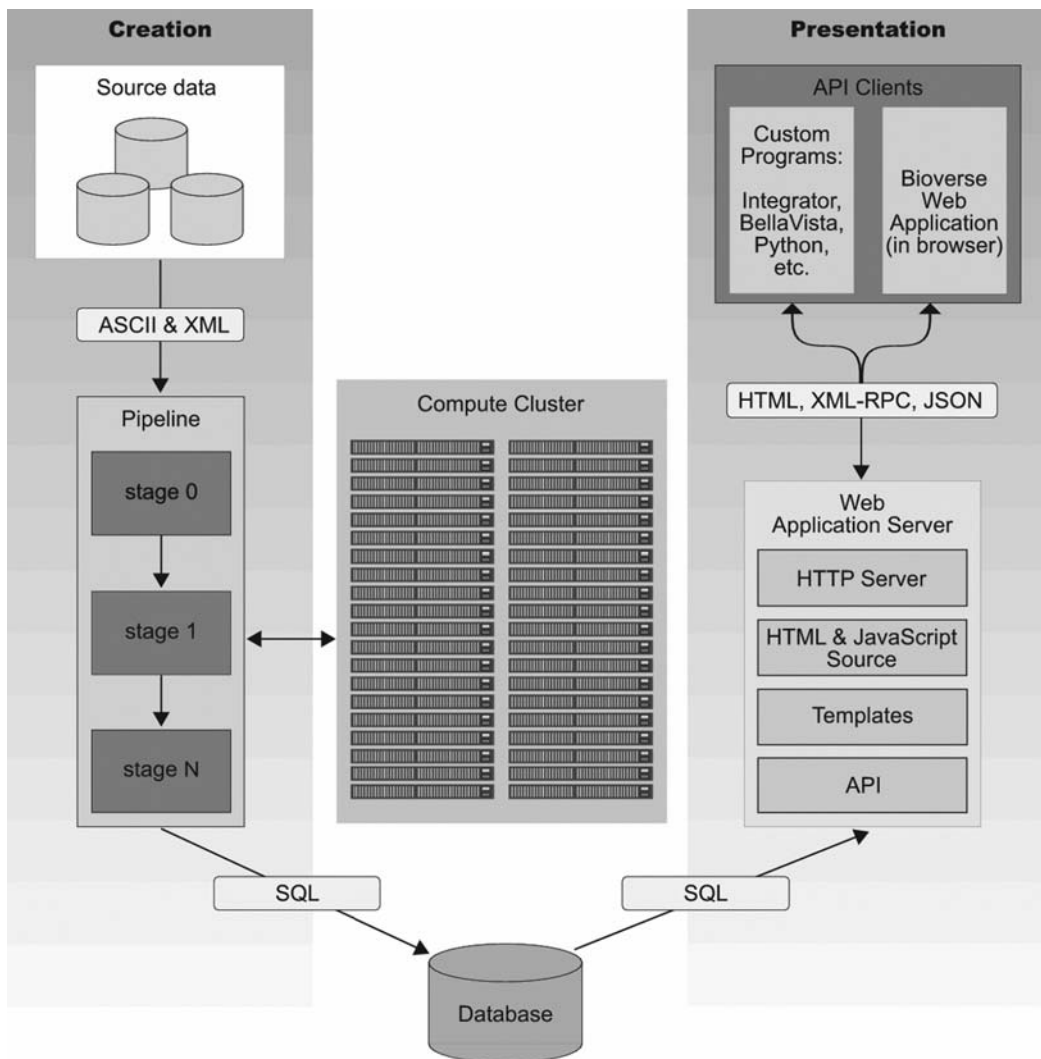 Creation
Source data
ASCII & XML
Pipeline
stage 0
stage 1
stage N
Compute Cluster
SQL
Database
SQL
Presentation
API Clients
Custom
Programs:
Integrator,
BellaVista,
Python,
etc.
Bioverse
Web
Application
(in browser)
HTML, XML-RPC, JSON
Web
Application Server
HTTP Server
HTML & JavaScript
Source
Templates
API